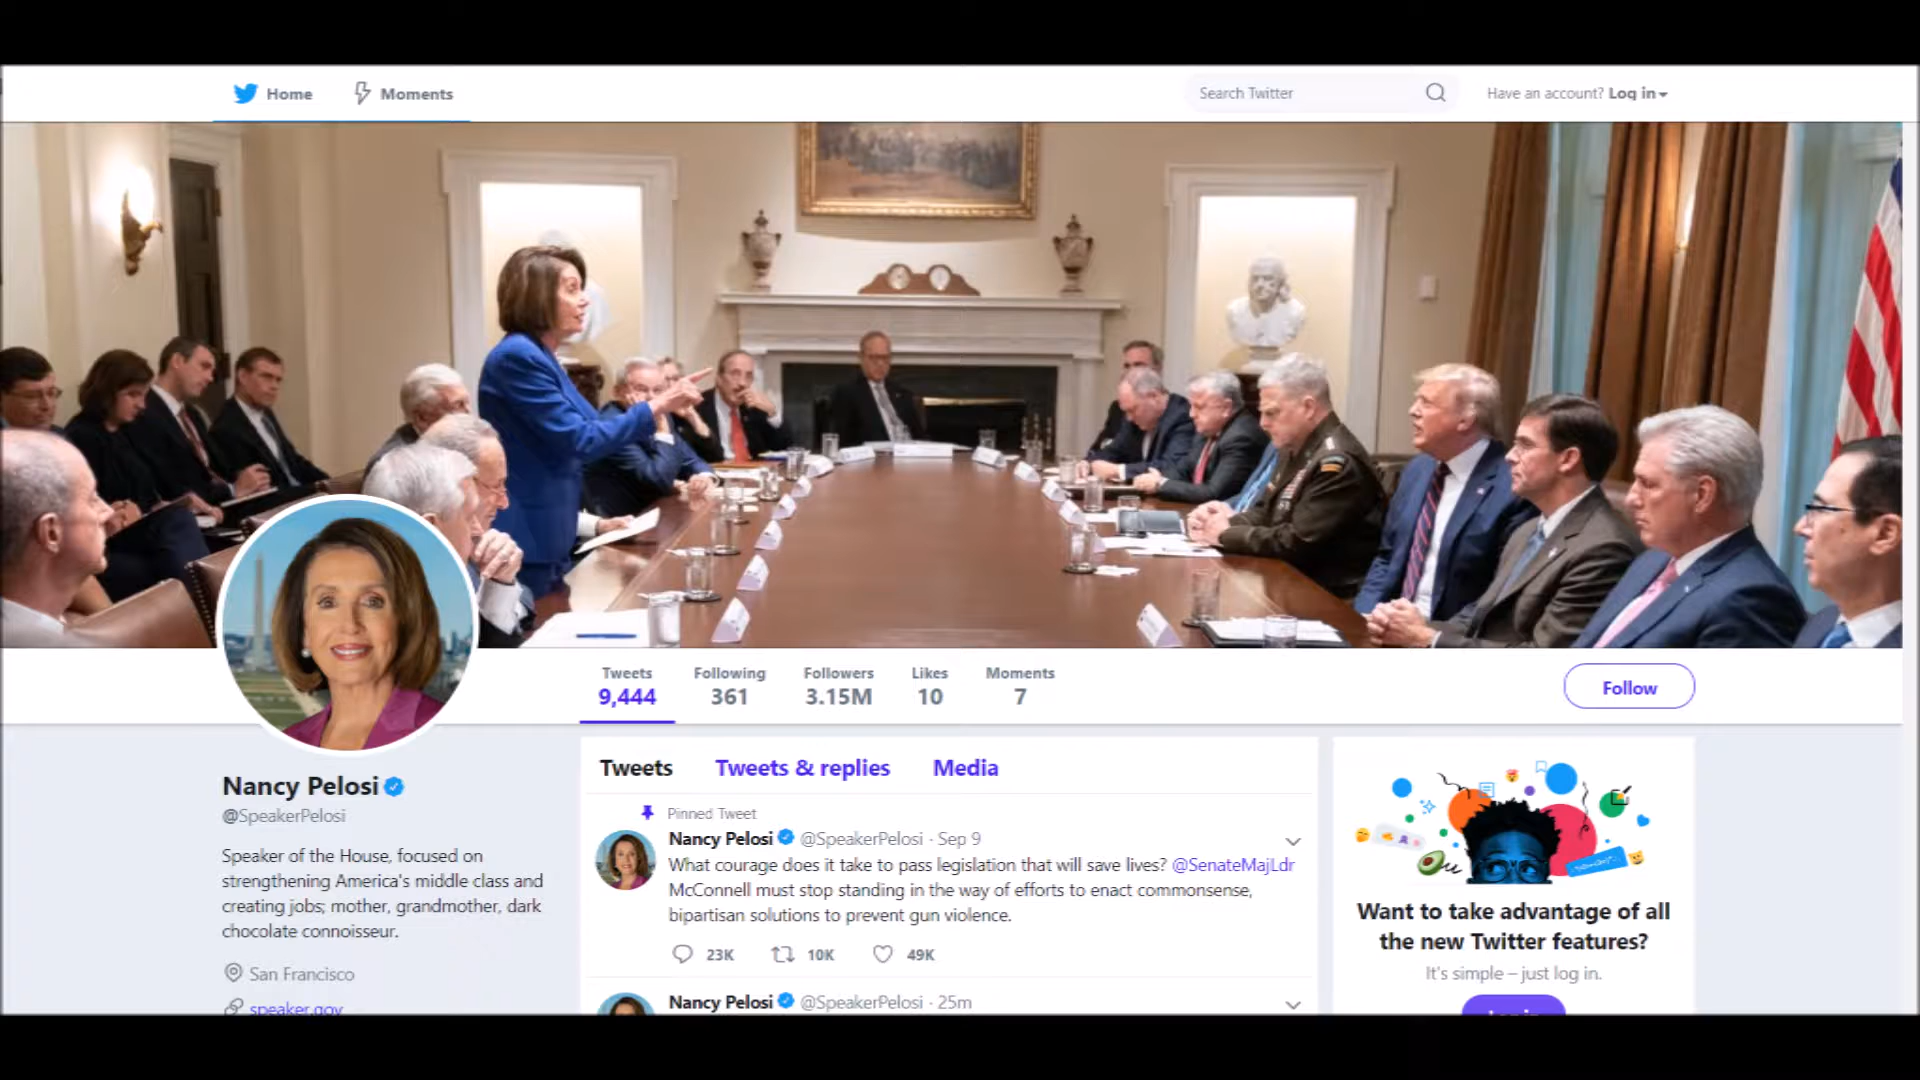 Home
Moments
Search Twitter
Have an account? Log in
Tweets
9,444
Following
361
Followers
3.15M
Likes
10
Moments
7
Follow
Nancy Pelosi
@SpeakerPelosi
Speaker of the House, focused on
strengthening America's middle class and
creating jobs; mother, grandmother, dark
chocolate connoisseur.
San Francisco
speaker.gov
Tweets
Tweets & replies
Media
Pinned Tweet
Nancy Pelosi @SpeakerPelosi · Sep 9
What courage does it take to pass legislation that will save lives? @SenateMajLdr
McConnell must stop standing in the way of efforts to enact commonsense,
bipartisan solutions to prevent gun violence.
23K
10K
49K
Nancy Pelosi @SpeakerPelosi · 25m
Want to take advantage of all
the new Twitter features?
It's simple – just log in.